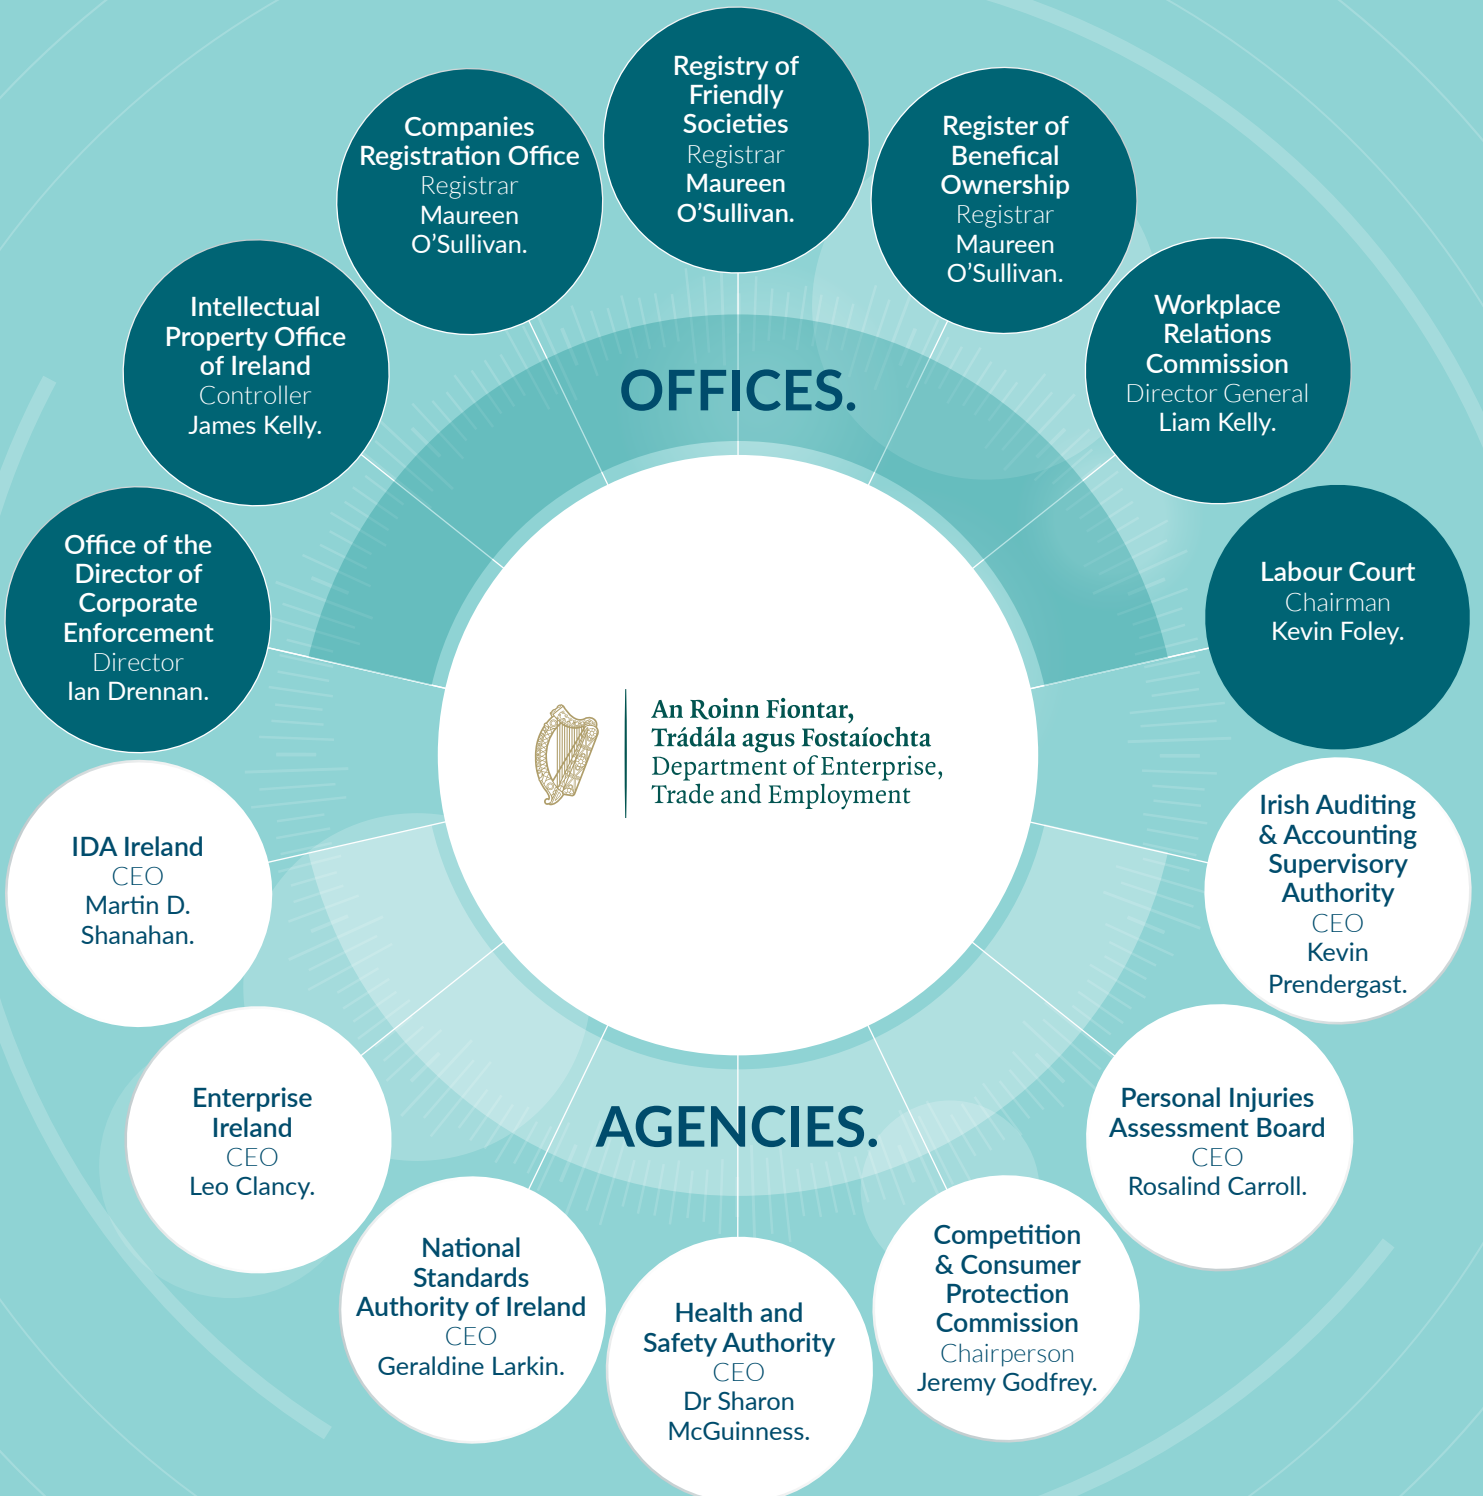 Registry of
Friendly
Societies
Registrar
Maureen
O'Sullivan.
Companies
Registration Office
Registrar
Maureen
O'Sullivan.
Register of
Benefical
Ownership
Registrar
Maureen
O'Sullivan.
Intellectual
Property Office
of Ireland
Controller
James Kelly.
Workplace
Relations
Commission
Director General
Liam Kelly.
OFFICES.
Office of the
Director of
Corporate
Enforcement
Director
Ian Drennan.
Labour Court
Chairman
Kevin Foley.
An Roinn Fiontar,
Trádála agus Fostaíochta
Department of Enterprise,
Trade and Employment
IDA Ireland
CEO
Martin D.
Shanahan.
Irish Auditing
& Accounting
Supervisory
Authority
CEO
Kevin
Prendergast.
Enterprise
Ireland
CEO
Leo Clancy.
AGENCIES.
Personal Injuries
Assessment Board
CEO
Rosalind Carroll.
National
Standards
Authority of Ireland
CEO
Geraldine Larkin.
Health and
Safety Authority
CEO
Dr Sharon
McGuinness.
Competition
& Consumer
Protection
Commission
Chairperson
Jeremy Godfrey.